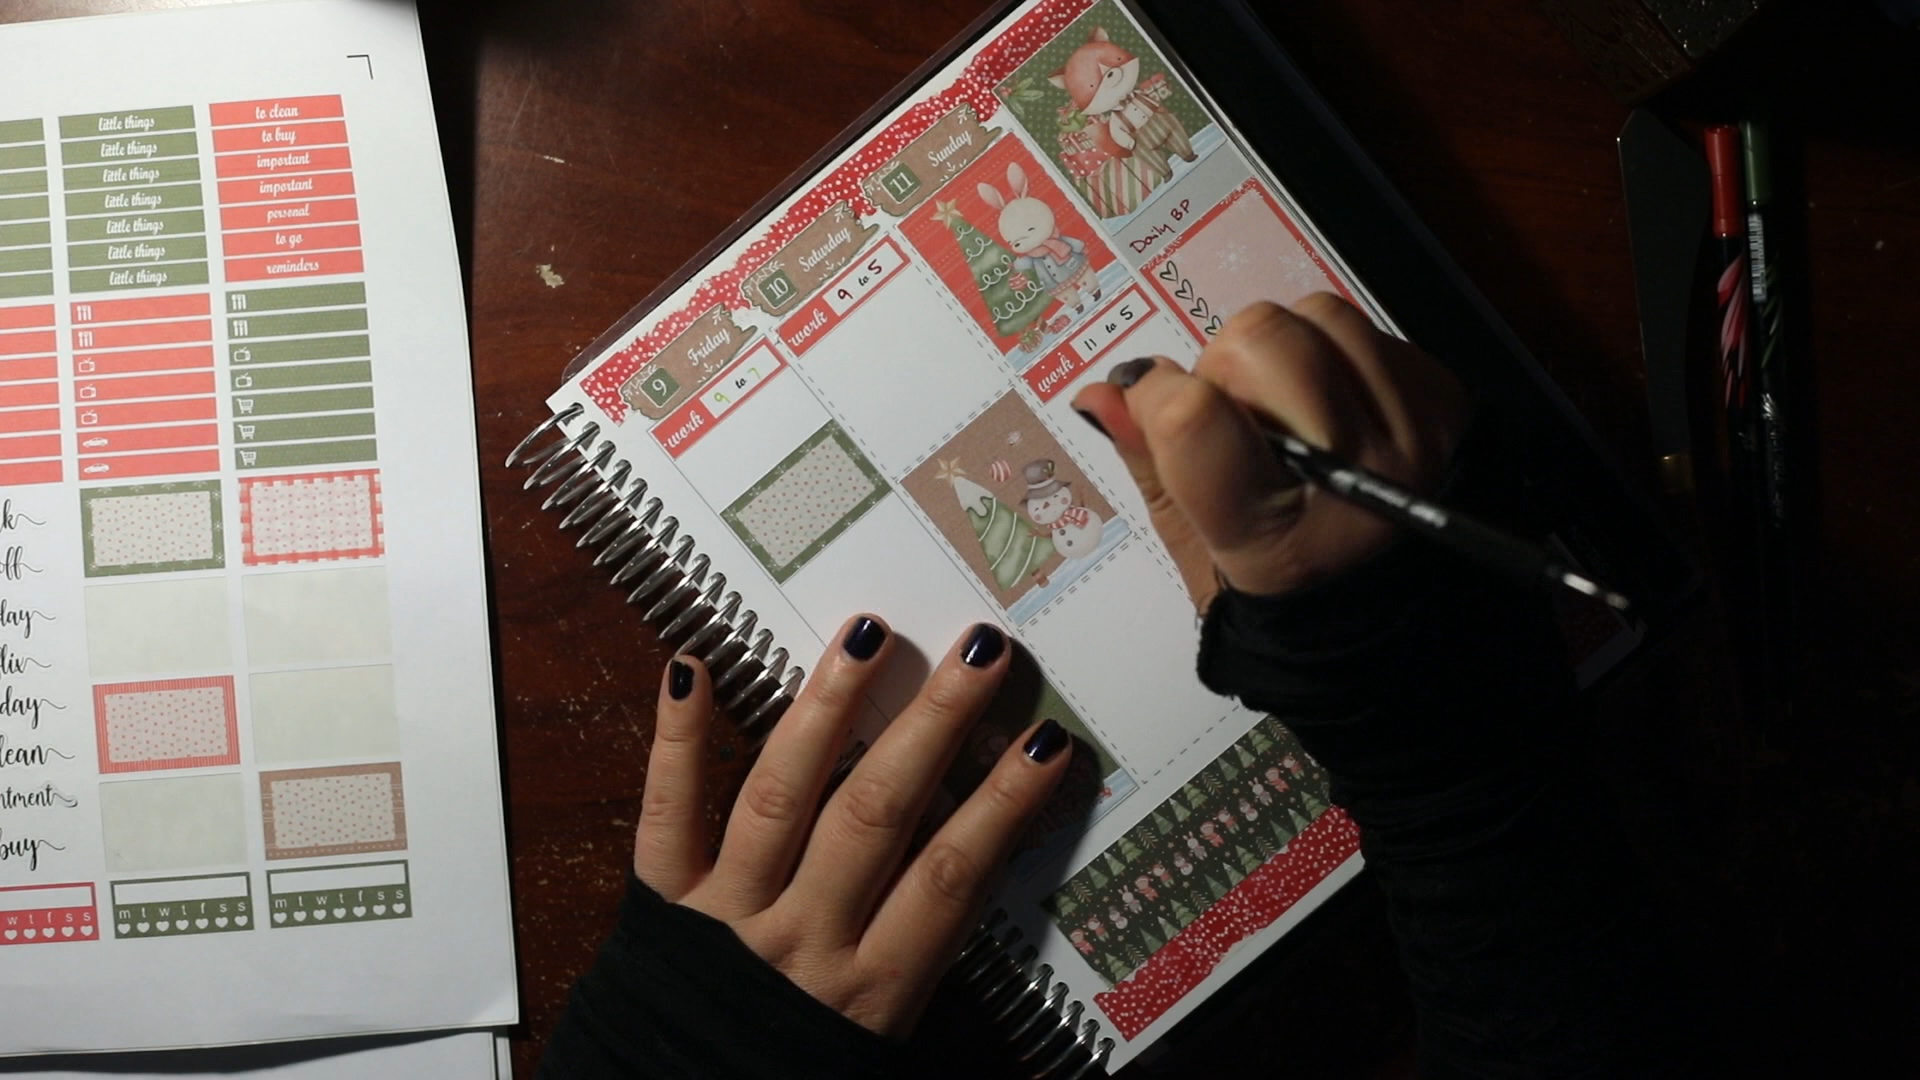 little things
little things
little things
little things
little things
little things
little things
to clean
to buy
important
important
personal
to go
reminders
m t w t f s s
m t w t f s s
w t f s s
buy
9
Friday
work 9 to 7
10
Saturday
work 9 to 5
11
Sunday
work 11 to 5
Daily BP